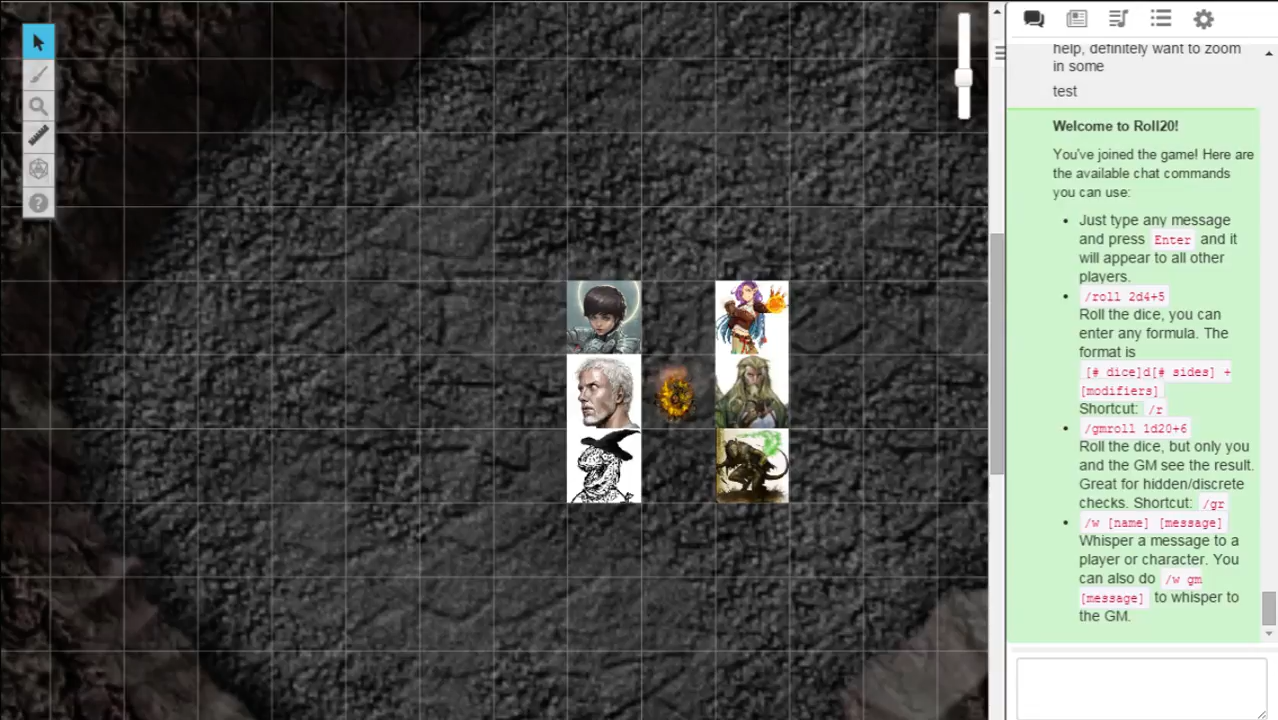 help, definitely want to zoom
in some
test
Welcome to Roll20!
You've joined the game! Here are
the available chat commands
you can use:
Just type any message
and press Enter and it
will appear to all other
players.
/roll 2d4+5
Roll the dice, you can
enter any formula. The
format is
[# dice]d[# sides] +
[modifiers]
Shortcut: /r
/gmroll 1d20+6
Roll the dice, but only you
and the GM see the result.
Great for hidden/discrete
checks. Shortcut: /gr
/w [name] [message]
Whisper a message to a
player or character. You
can also do /w gm
[message] to whisper to
the GM.